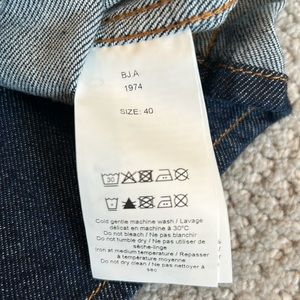 BJ.A
1974
SIZE: 40
30
Cold gentle machine wash / Lavage
délicat en machine à 30°C
Do not bleach / Ne pas blanchir
Do not tumble dry / Ne pas utiliser de
sèche-linge
Iron at medium temperature / Repasser
à température moyenne
Do not dry clean / Ne pas nettoyer à
sec